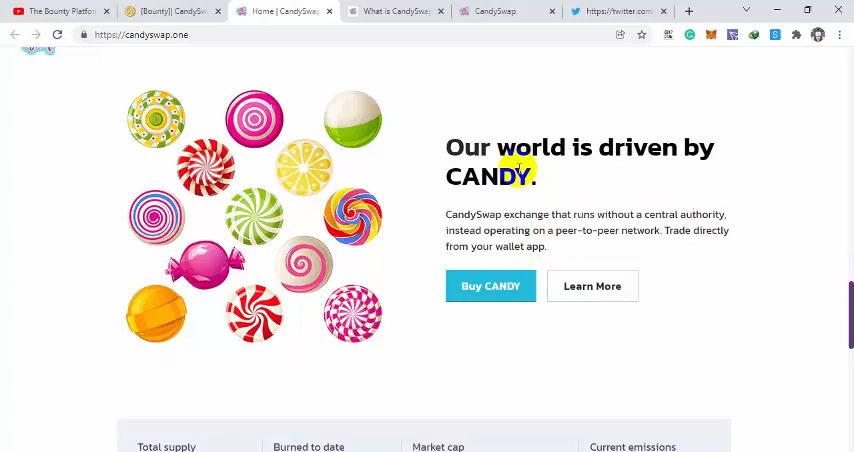 The Bounty Platfor
[Bounty]] CandySw
Home | CandySwap
What is CandySwap
CandySwap
https://twitter.com
https://candyswap.one
Our world is driven by
CANDY.
CandySwap exchange that runs without a central authority,
instead operating on a peer-to-peer network. Trade directly
from your wallet app.
Buy CANDY
Learn More
Total supply
Burned to date
Market cap
Current emissions